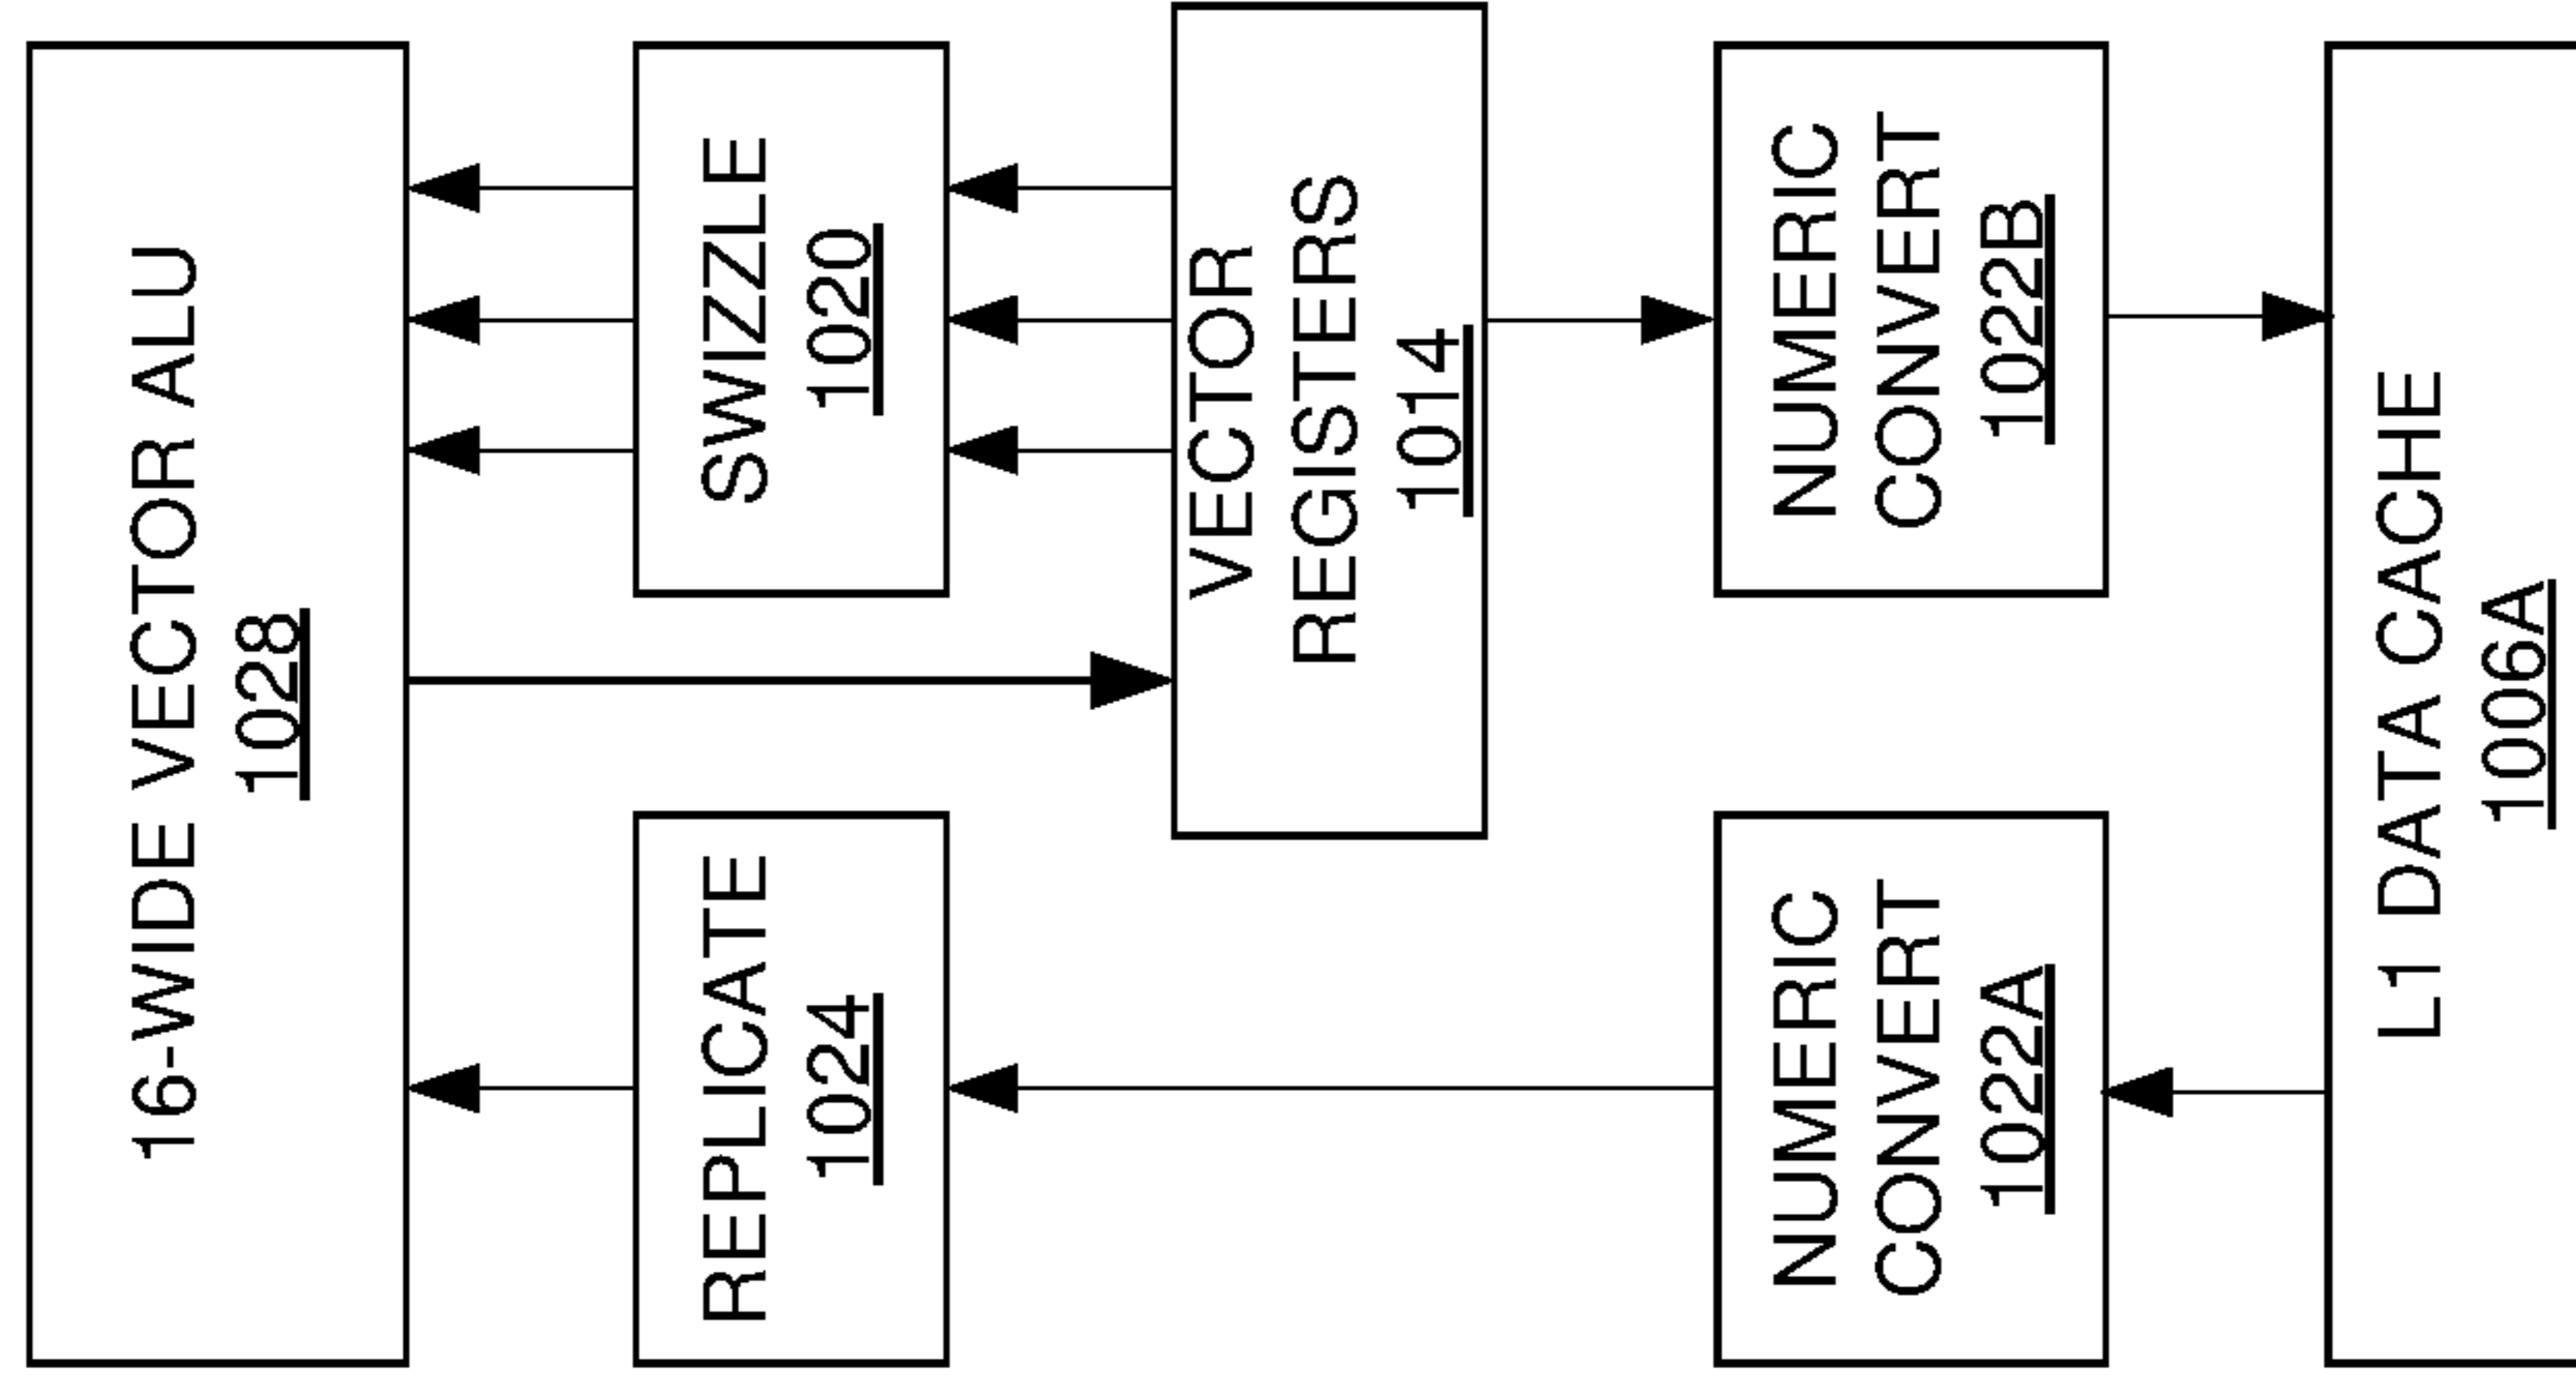 16-WIDE VECTOR ALU
1028
REPLICATE
1024
SWIZZLE
1020
VECTOR
REGISTERS
1014
NUMERIC
CONVERT
1022A
NUMERIC
CONVERT
1022B
L1 DATA CACHE
1006A